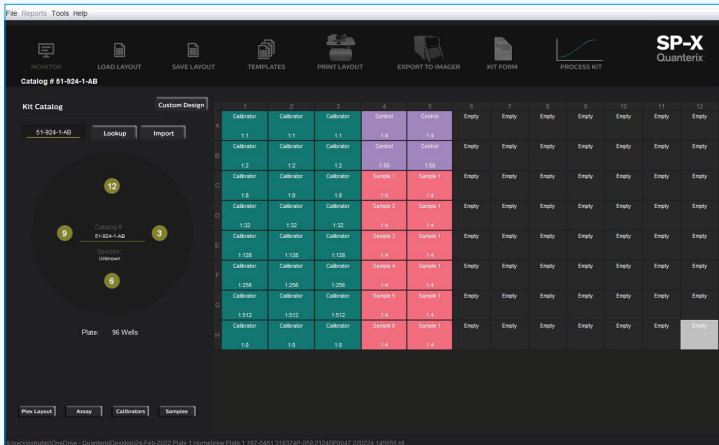 File Reports Tools Help
MONITOR LOAD LAYOUT SAVE LAYOUT TEMPLATES PRINT LAYOUT EXPORT TO IMAGER KIT FORM PROCESS KIT
SP-X
Quanterix
Catalog # 51-924-1-AB
Kit Catalog Custom Design
51-924-1-AB Lookup Import
12
9
Catalog #
51-924-1-AB
3
Species:
Unknown
6
Plate: 96 Wells
Plex Layout Assay Calibrators Samples
1 2 3 4 5 6 7 8 9 10 11 12
A
Calibrator Calibrator Calibrator Control Control Empty Empty Empty Empty Empty Empty Empty
1:1 1:1 1:1 1:4 1:4
B
Calibrator Calibrator Calibrator Control Control Empty Empty Empty Empty Empty Empty Empty
1:2 1:2 1:2 1:50 1:50
C
Calibrator Calibrator Calibrator Sample 1 Sample 1 Empty Empty Empty Empty Empty Empty Empty
1:8 1:8 1:8 1:4 1:4
D
Calibrator Calibrator Calibrator Sample 2 Sample 1 Empty Empty Empty Empty Empty Empty Empty
1:32 1:32 1:32 1:4 1:4
E
Calibrator Calibrator Calibrator Sample 3 Sample 1 Empty Empty Empty Empty Empty Empty Empty
1:128 1:128 1:128 1:4 1:4
F
Calibrator Calibrator Calibrator Sample 4 Sample 1 Empty Empty Empty Empty Empty Empty Empty
1:256 1:256 1:256 1:4 1:4
G
Calibrator Calibrator Calibrator Sample 5 Sample 1 Empty Empty Empty Empty Empty Empty Empty
1:512 1:512 1:512 1:4 1:4
H
Calibrator Calibrator Calibrator Sample 6 Sample 1 Empty Empty Empty Empty Empty Empty Empty
1:0 1:0 1:0 1:4 1:4
Quanterix\Desktop\24-Feb-2022 Plate 1 Homebrew Plate 1